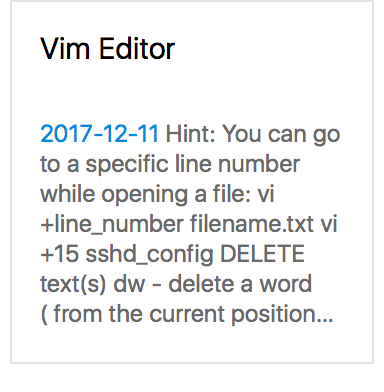 Vim Editor
2017-12-11 Hint: You can go
to a specific line number
while opening a file: vi
+line_number filename.txt vi
+15 sshd_config DELETE
text(s) dw - delete a word
( from the current position...